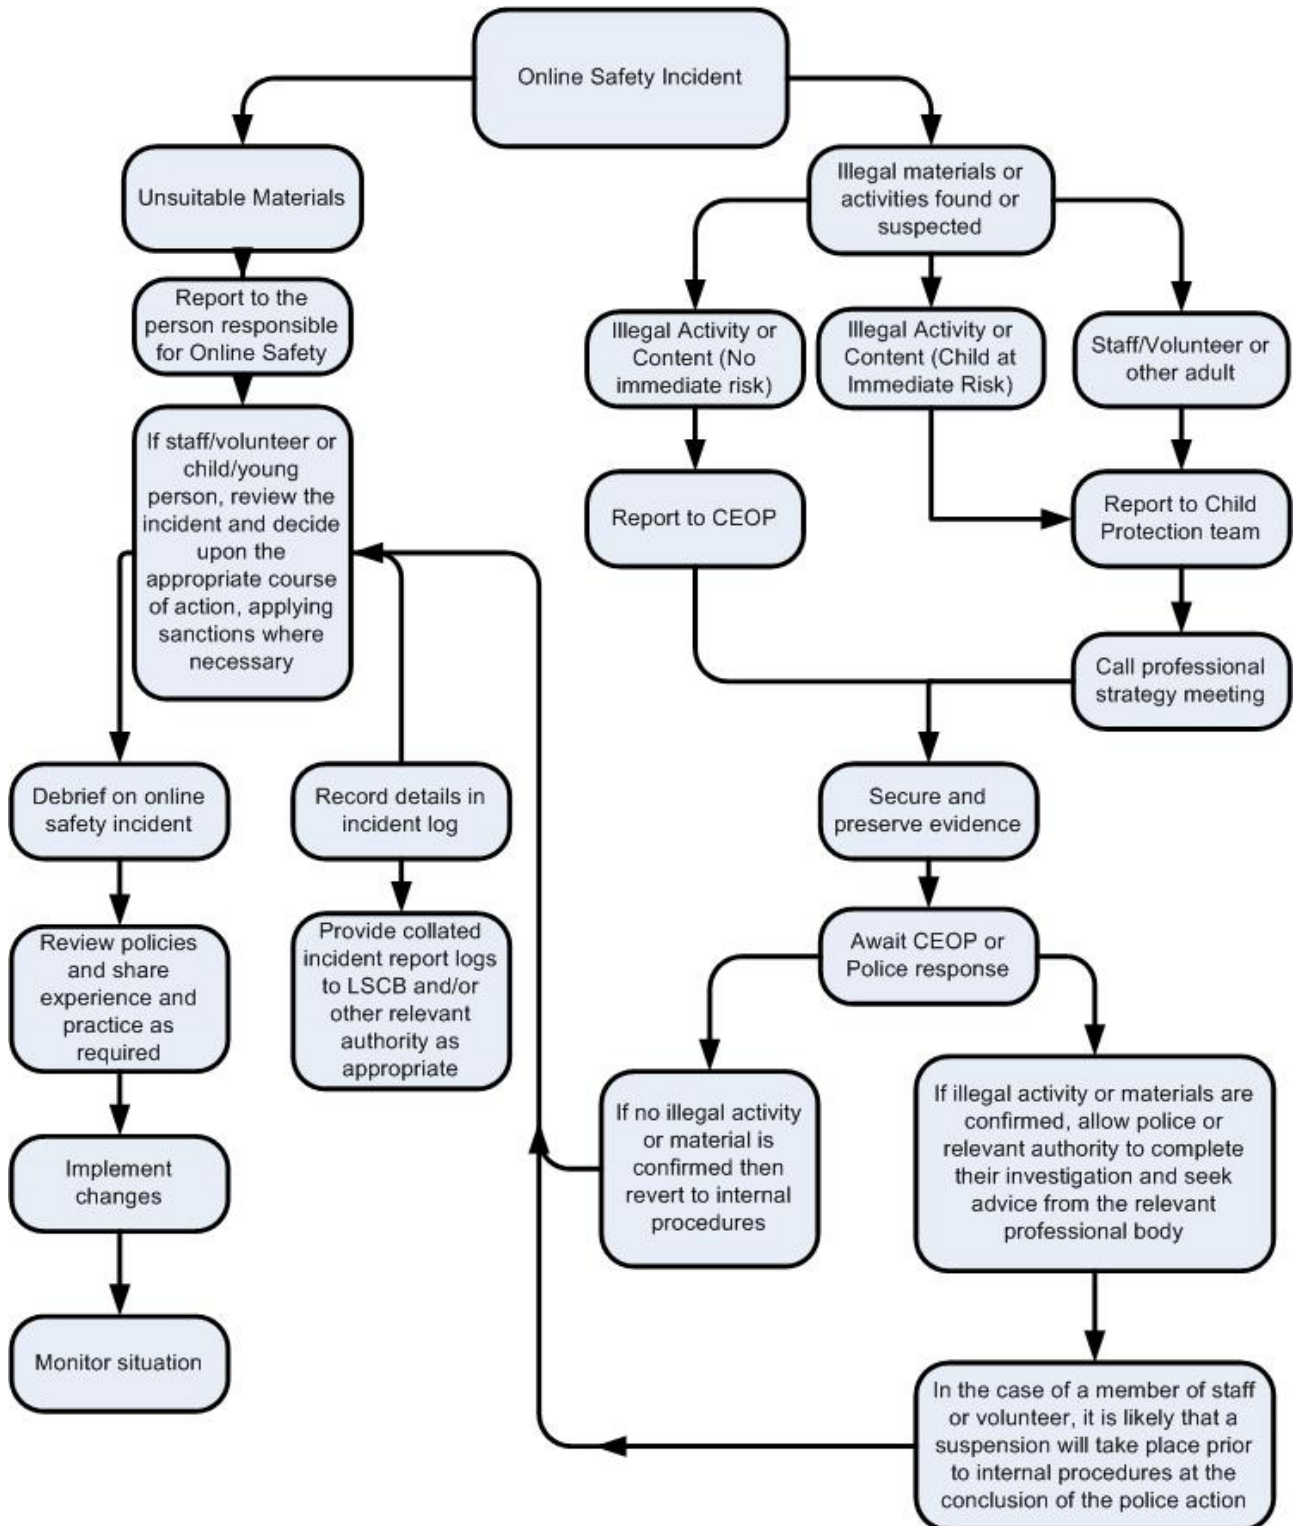 Online Safety Incident
Unsuitable Materials
Report to the
person responsible
for Online Safety
If staff/volunteer or
child/young
person, review the
incident and decide
upon the
appropriate course
of action, applying
sanctions where
necessary
Debrief on online
safety incident
Review policies
and share
experience and
practice as
required
Implement
changes
Monitor situation
Record details in
incident log
Provide collated
incident report logs
to LSCB and/or
other relevant
authority as
appropriate
Illegal materials or
activities found or
suspected
Illegal Activity or
Content (No
immediate risk)
Illegal Activity or
Content (Child at
Immediate Risk)
Staff/Volunteer or
other adult
Report to CEOP
Report to Child
Protection team
Call professional
strategy meeting
Secure and
preserve evidence
Await CEOP or
Police response
If no illegal activity
or material is
confirmed then
revert to internal
procedures
If illegal activity or materials are
confirmed, allow police or
relevant authority to complete
their investigation and seek
advice from the relevant
professional body
In the case of a member of staff
or volunteer, it is likely that a
suspension will take place prior
to internal procedures at the
conclusion of the police action